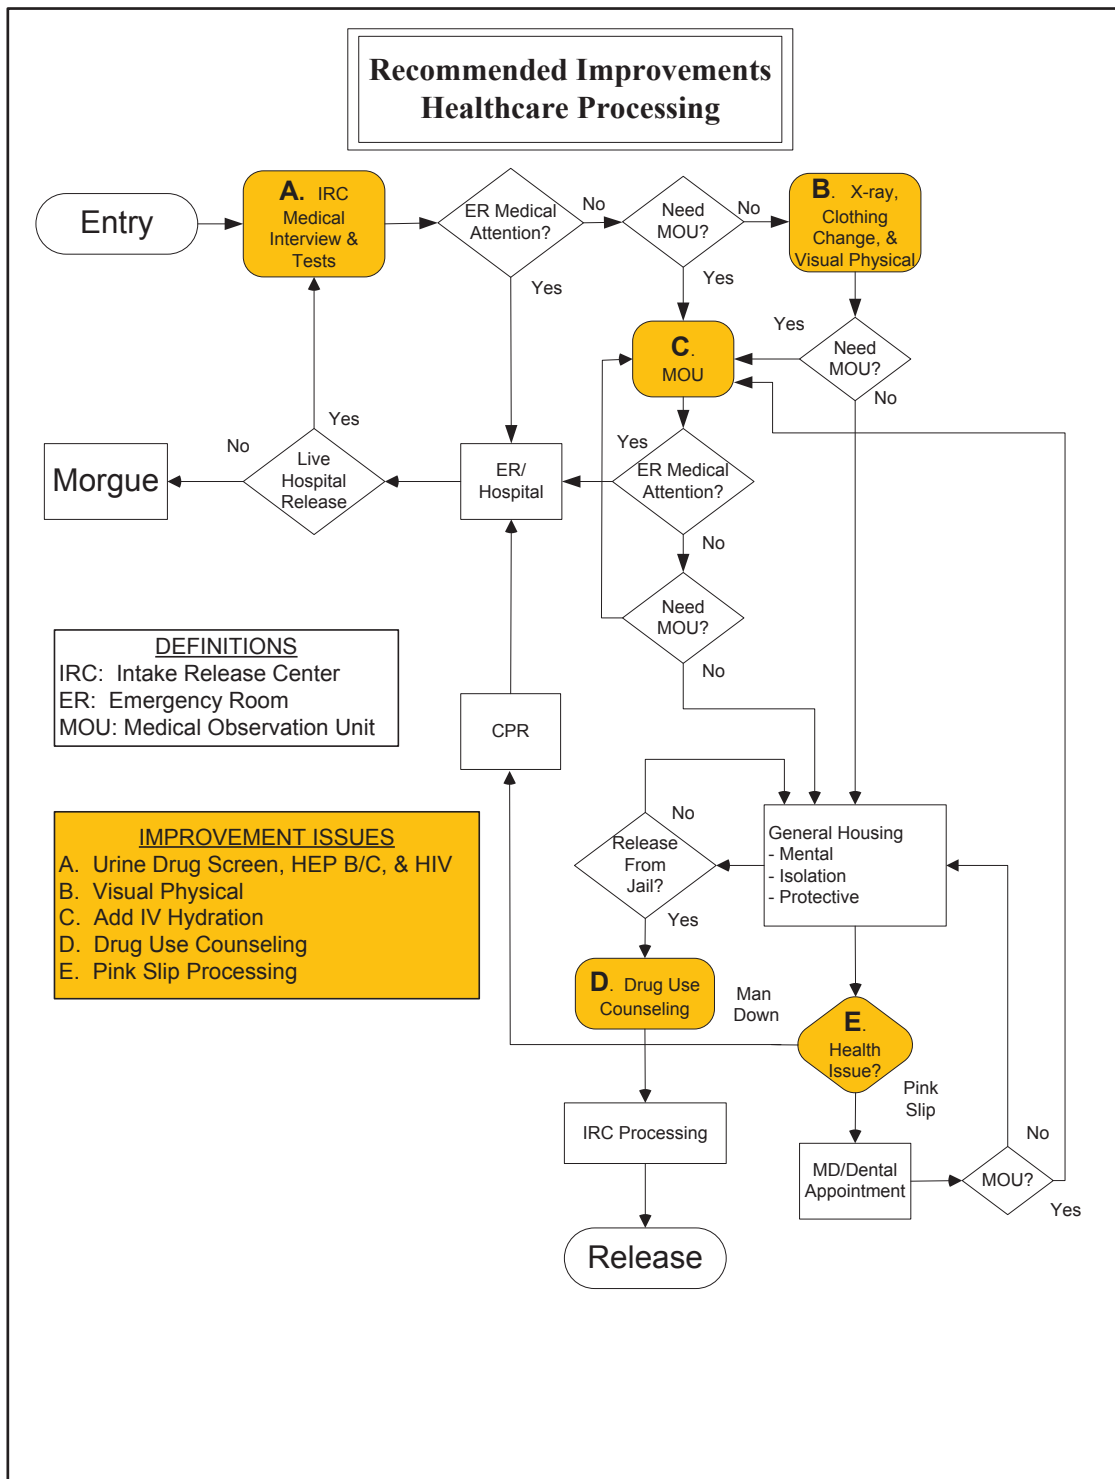 Recommended Improvements
Healthcare Processing
Entry
A. IRC
Medical
Interview &
Tests
ER Medical
Attention?
No
Need
MOU?
No
B. X-ray,
Clothing
Change, &
Visual Physical
Yes
Yes
Yes
C.
MOU
Need
MOU?
No
Morgue
No
Yes
Live
Hospital
Release
ER/
Hospital
Yes
ER Medical
Attention?
No
Need
MOU?
No
DEFINITIONS
IRC: Intake Release Center
ER: Emergency Room
MOU: Medical Observation Unit
CPR
IMPROVEMENT ISSUES
A. Urine Drug Screen, HEP B/C, & HIV
B. Visual Physical
C. Add IV Hydration
D. Drug Use Counseling
E. Pink Slip Processing
No
Release
From
Jail?
Yes
General Housing
- Mental
- Isolation
- Protective
D. Drug Use
Counseling
Man
Down
E.
Health
Issue?
Pink
Slip
IRC Processing
MD/Dental
Appointment
MOU?
No
Yes
Release